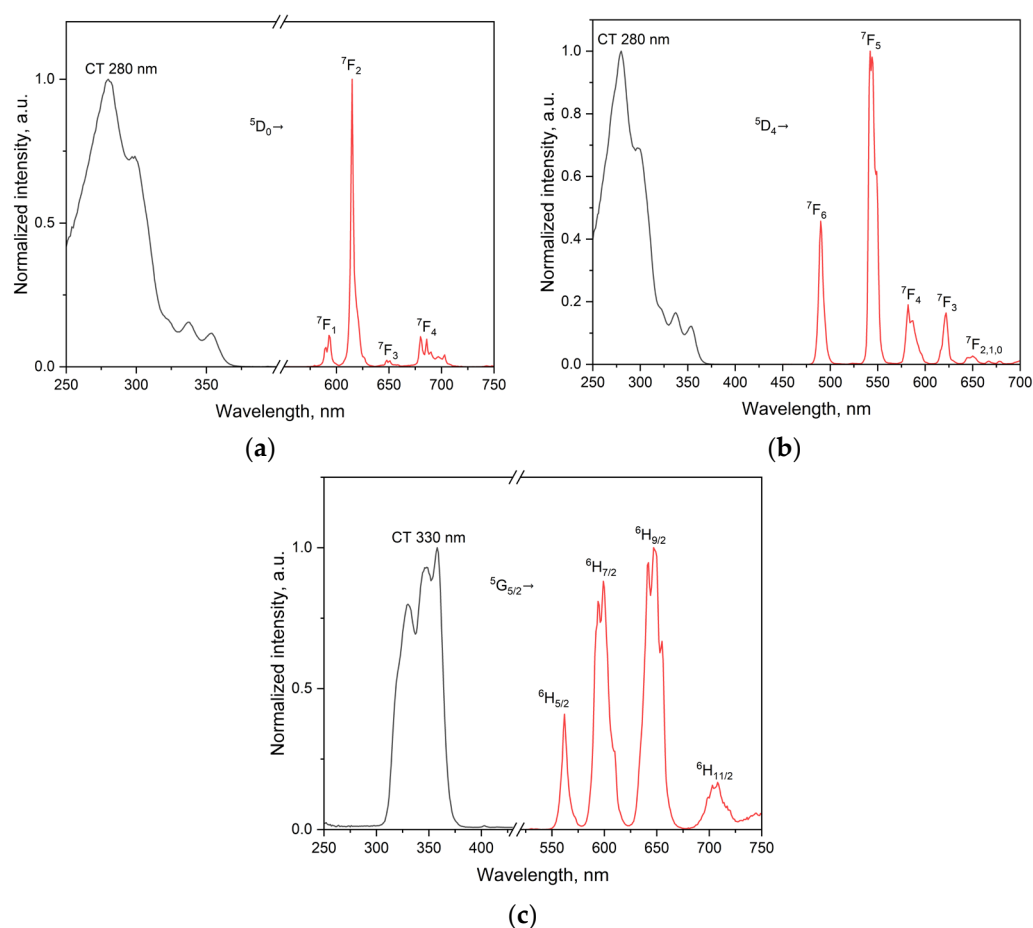 CT 280 nm
⁷F₂
⁵D₀→
⁷F₁
⁷F₃
⁷F₄
Normalized intensity, a.u.
1.0
0.5
0.0
250 300 350 600 650 700 750
Wavelength, nm
(a)
CT 280 nm
⁷F₅
⁵D₄→
⁷F₆
⁷F₄
⁷F₃
⁷F₂,₁,₀
Normalized intensity, a.u.
1.0
0.8
0.6
0.4
0.2
0.0
250 300 350 400 450 500 550 600 650 700
Wavelength, nm
(b)
CT 330 nm
⁶H₉/₂
⁶H₇/₂
⁵G₅/₂→
⁶H₅/₂
⁶H₁₁/₂
Normalized intensity, a.u.
1.0
0.5
0.0
250 300 350 400 550 600 650 700 750
Wavelength, nm
(c)